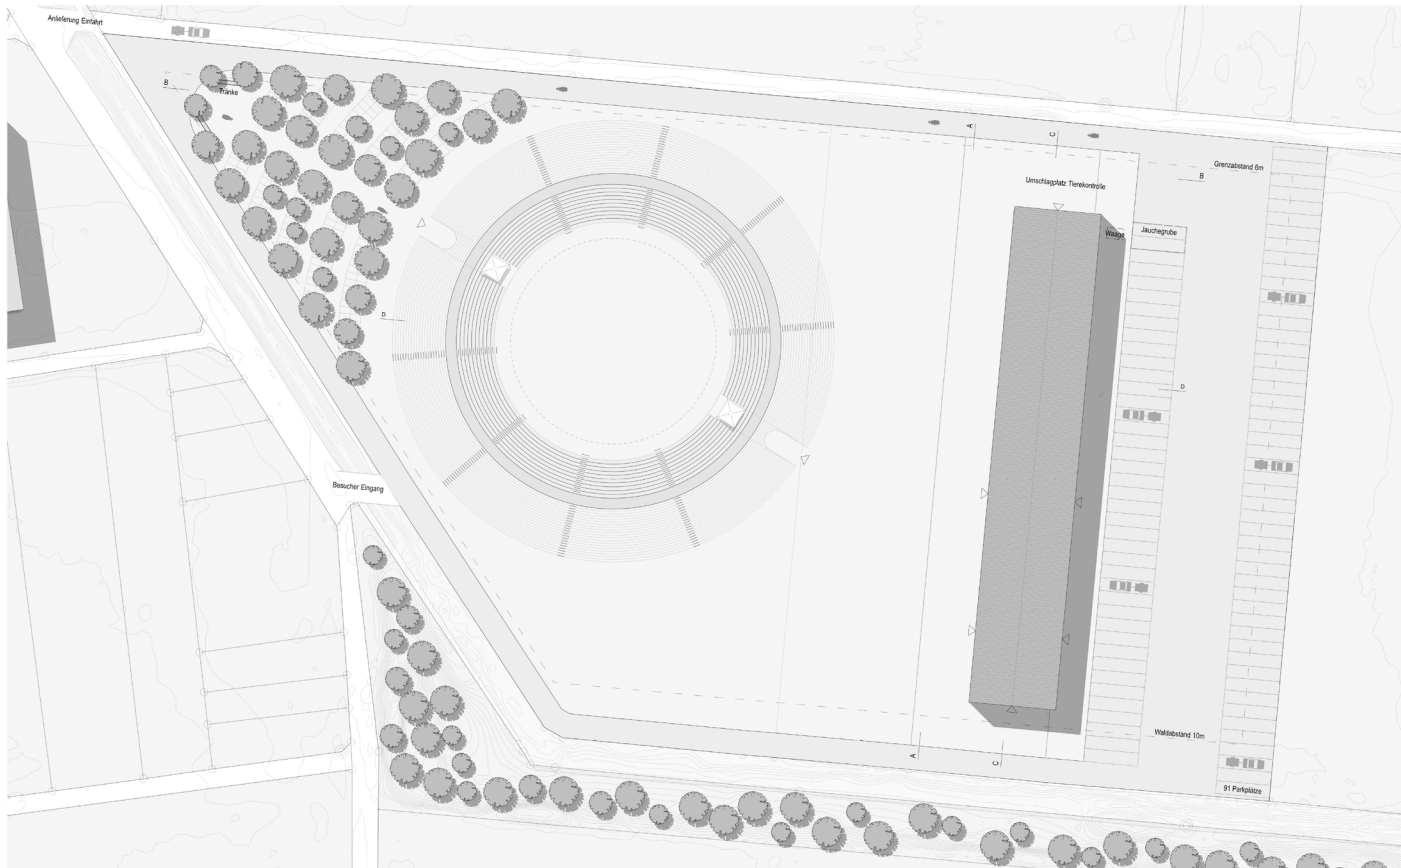 Anlieferung Einfahrt
B
Tränke
A
C
Grenzabstand 6m
B
Umschlagplatz Tierekontrolle
Waage
Jauchegrube
D
D
Besucher Eingang
Waldabstand 10m
A
C
91 Parkplätze